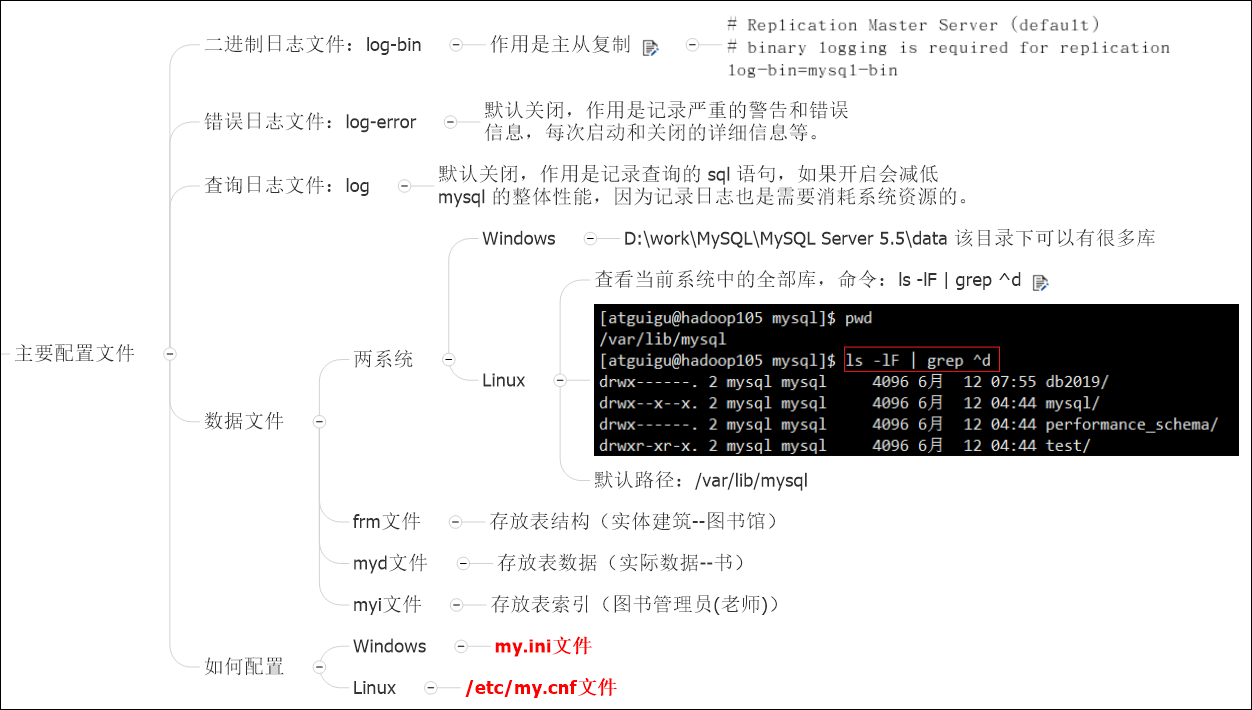 主要配置文件
二进制日志文件：log-bin
作用是主从复制
# Replication Master Server (default)
# binary logging is required for replication
log-bin=mysql-bin
错误日志文件：log-error
默认关闭，作用是记录严重的警告和错误
信息，每次启动和关闭的详细信息等。
查询日志文件：log
默认关闭，作用是记录查询的 sql 语句，如果开启会减低
mysql 的整体性能，因为记录日志也是需要消耗系统资源的。
数据文件
两系统
Windows
D:\work\MySQL\MySQL Server 5.5\data 该目录下可以有很多库
Linux
查看当前系统中的全部库，命令：ls -lF | grep ^d
[atguigu@hadoop105 mysql]$ pwd
/var/lib/mysql
[atguigu@hadoop105 mysql]$ ls -lF | grep ^d
drwx------. 2 mysql mysql 4096 6月 12 07:55 db2019/
drwx--x--x. 2 mysql mysql 4096 6月 12 04:44 mysql/
drwx------. 2 mysql mysql 4096 6月 12 04:44 performance_schema/
drwxr-xr-x. 2 mysql mysql 4096 6月 12 04:44 test/
默认路径：/var/lib/mysql
frm文件
存放表结构（实体建筑--图书馆）
myd文件
存放表数据（实际数据--书）
myi文件
存放表索引（图书管理员(老师)）
如何配置
Windows
my.ini文件
Linux
/etc/my.cnf文件